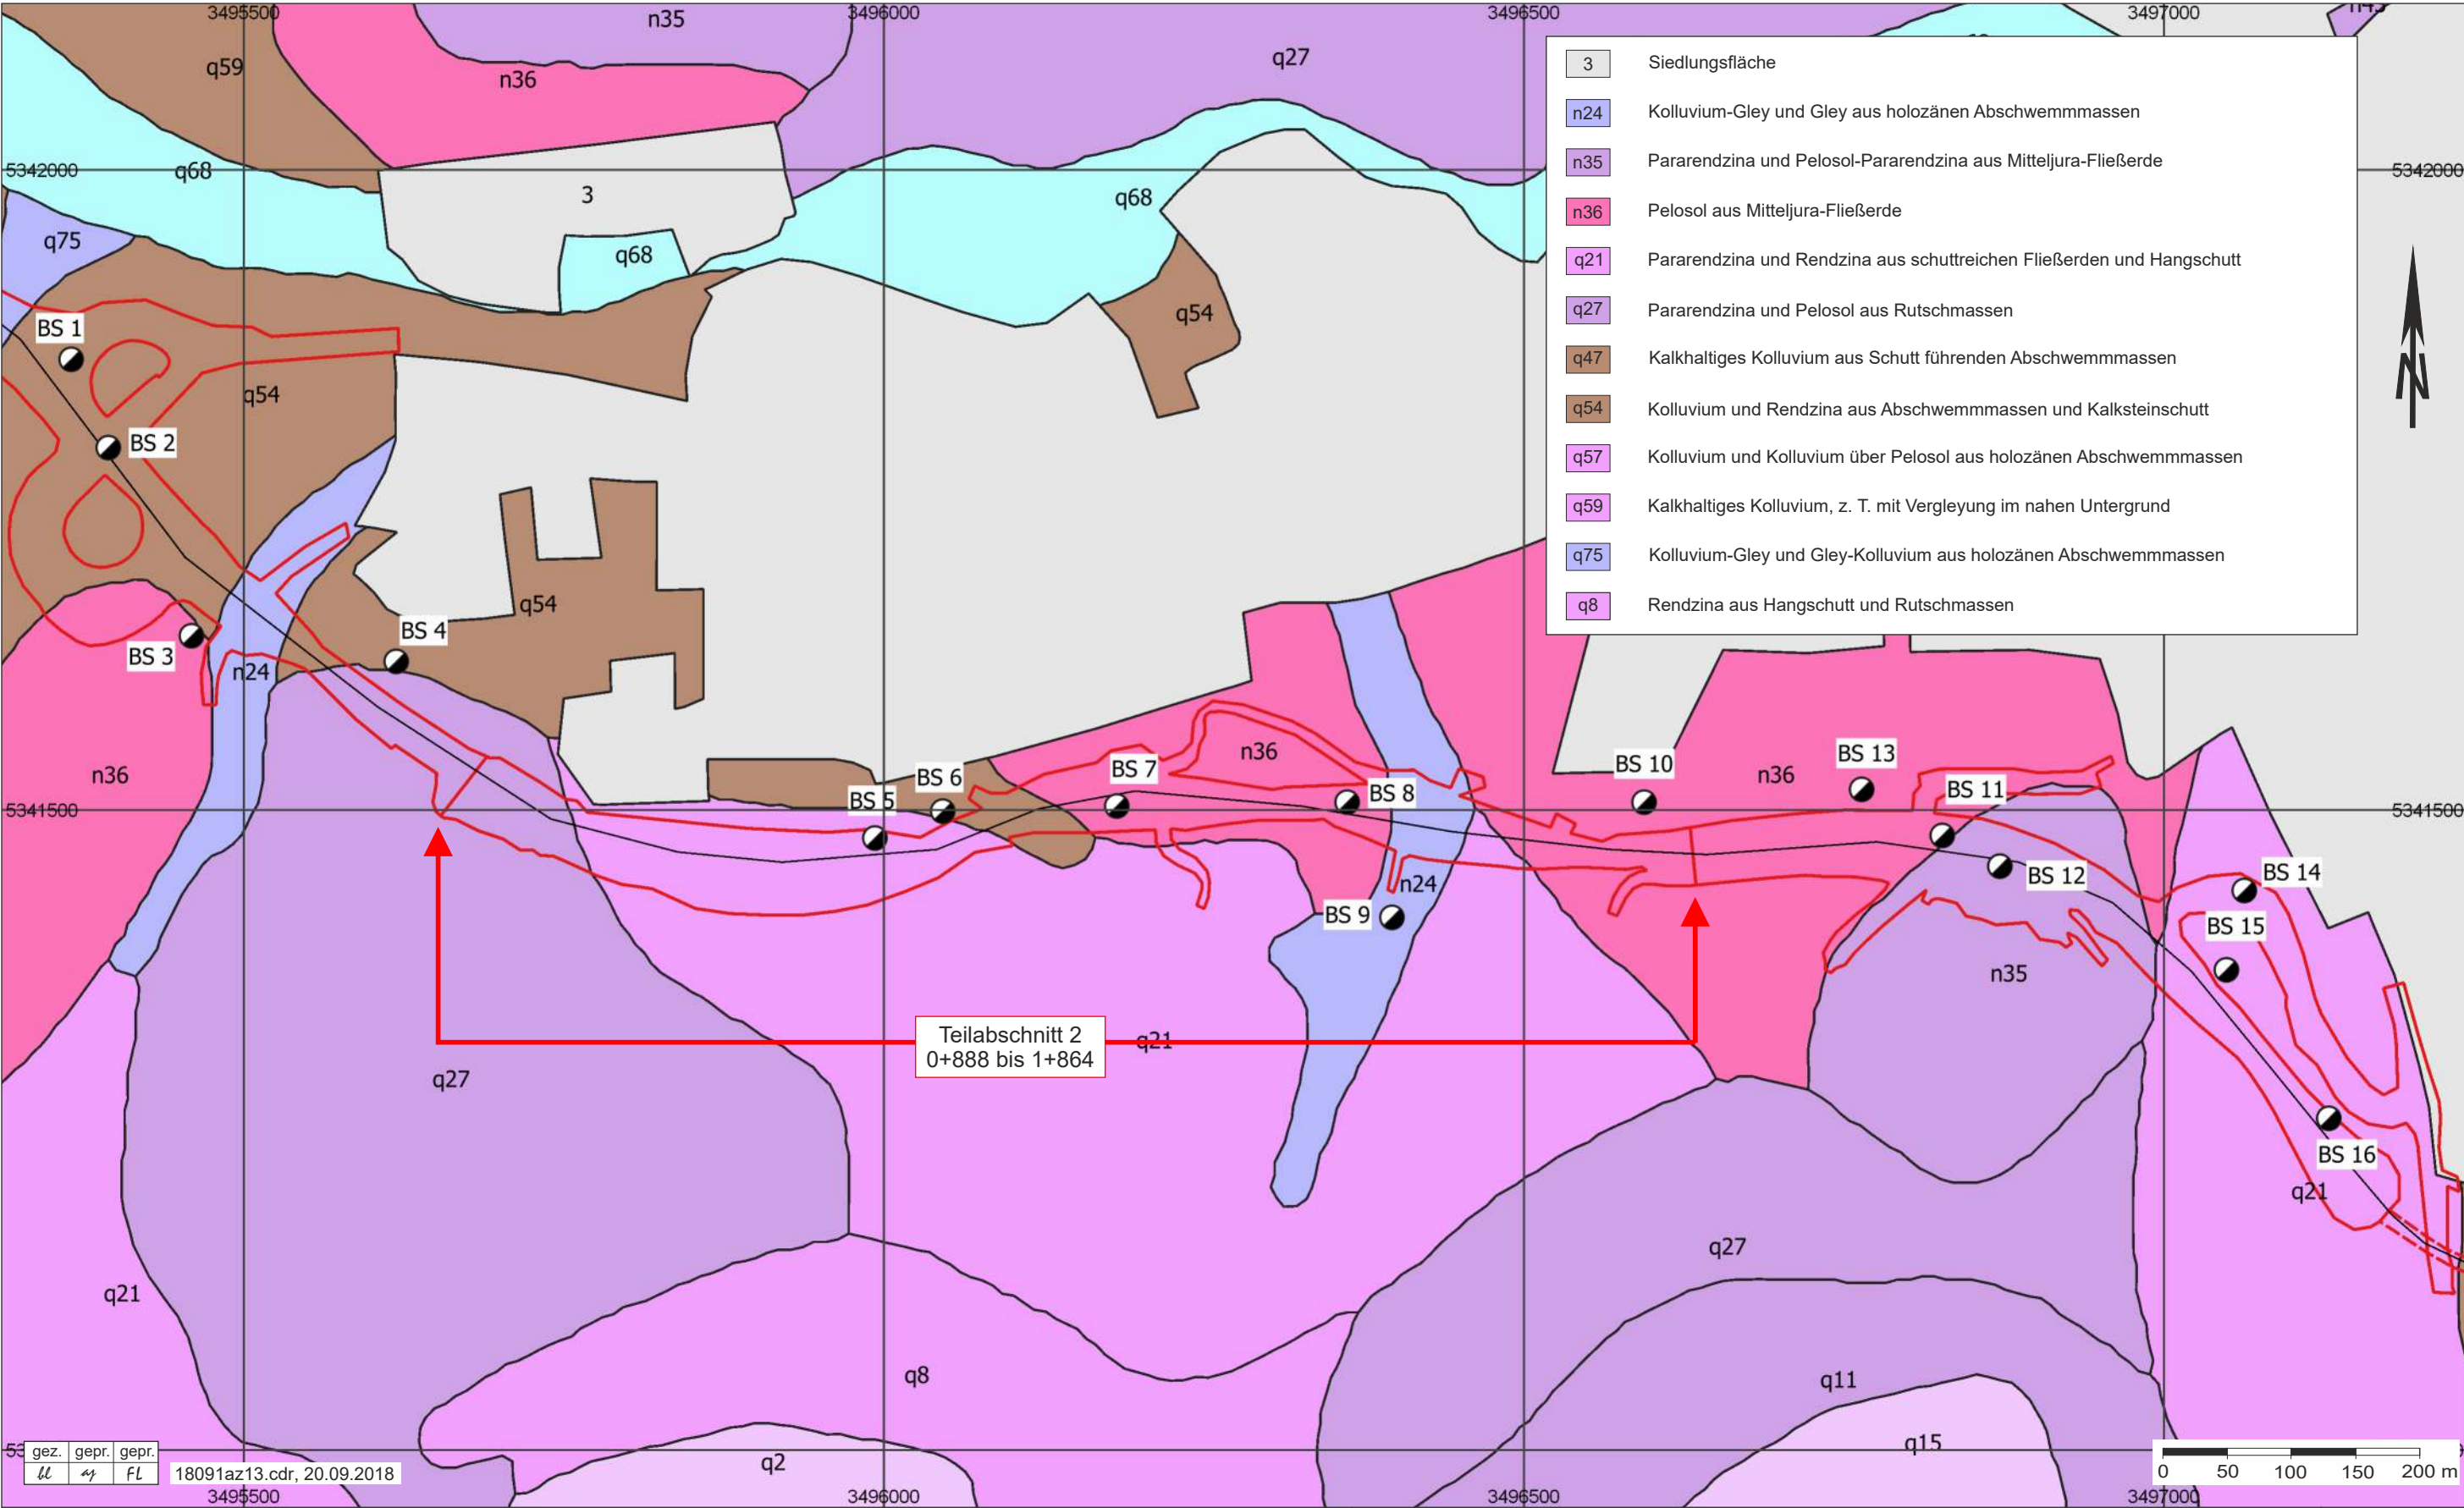 3495500
3496000
3496500
3497000
n35
q59
n36
q27
5342000
5342000
q68
3
q68
q75
q68
q54
3 Siedlungsfläche
n24 Kolluvium-Gley und Gley aus holozänen Abschwemmmassen
n35 Pararendzina und Pelosol-Pararendzina aus Mitteljura-Fließerde
n36 Pelosol aus Mitteljura-Fließerde
q21 Pararendzina und Rendzina aus schuttreichen Fließerden und Hangschutt
q27 Pararendzina und Pelosol aus Rutschmassen
q47 Kalkhaltiges Kolluvium aus Schutt führenden Abschwemmmassen
q54 Kolluvium und Rendzina aus Abschwemmmassen und Kalksteinschutt
q57 Kolluvium und Kolluvium über Pelosol aus holozänen Abschwemmmassen
q59 Kalkhaltiges Kolluvium, z. T. mit Vergleyung im nahen Untergrund
q75 Kolluvium-Gley und Gley-Kolluvium aus holozänen Abschwemmmassen
q8 Rendzina aus Hangschutt und Rutschmassen
N
BS 1
q54
BS 2
q54
BS 4
BS 3
n24
n36
BS 5
BS 6
BS 7
n36
BS 8
BS 10
n36
BS 13
BS 11
5341500
5341500
BS 9
n24
BS 12
BS 14
BS 15
n35
Teilabschnitt 2
0+888 bis 1+864
q21
q27
BS 16
q21
q21
q27
q8
q11
q15
q2
gez. gepr. gepr.
18091az13.cdr, 20.09.2018
0 50 100 150 200 m
3495500
3496000
3496500
3497000